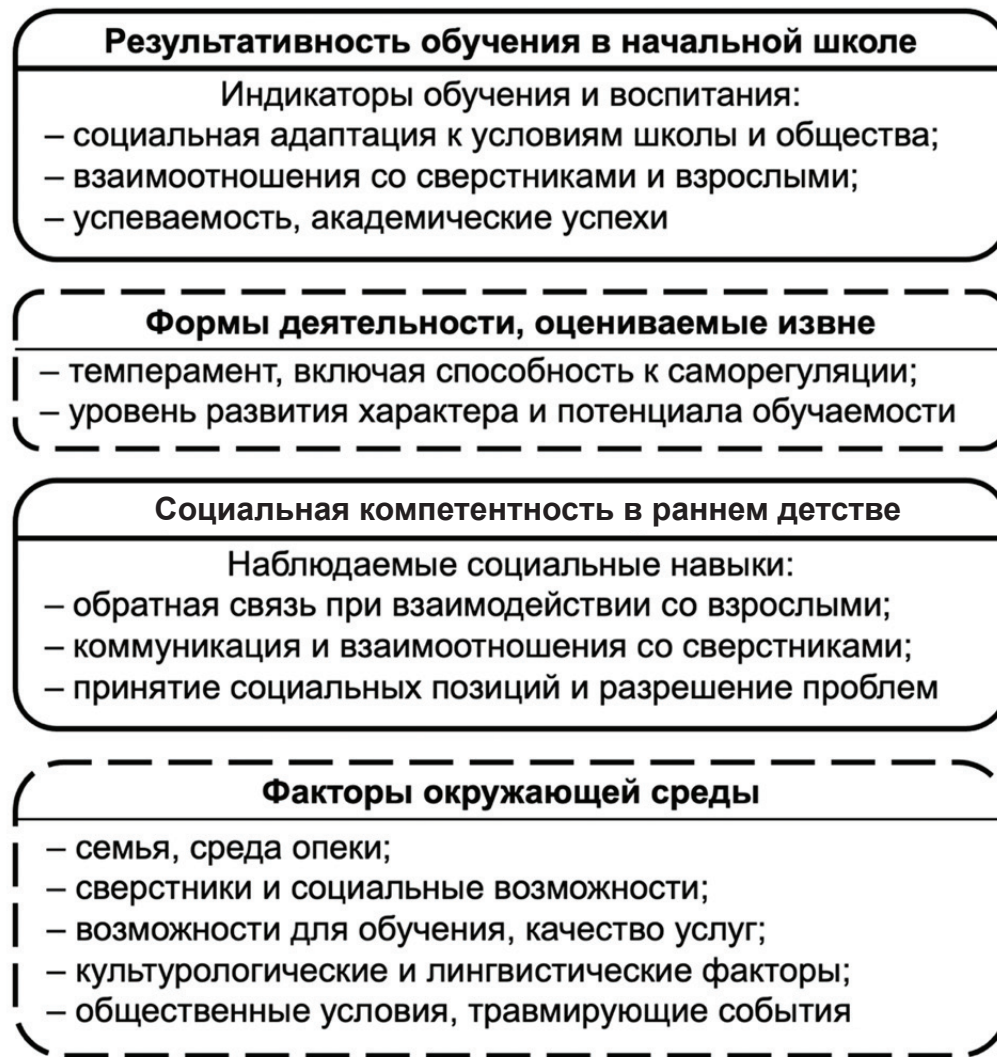 Результативность обучения в начальной школе
Индикаторы обучения и воспитания:
– социальная адаптация к условиям школы и общества;
– взаимоотношения со сверстниками и взрослыми;
– успеваемость, академические успехи
Формы деятельности, оцениваемые извне
– темперамент, включая способность к саморегуляции;
– уровень развития характера и потенциала обучаемости
Социальная компетентность в раннем детстве
Наблюдаемые социальные навыки:
– обратная связь при взаимодействии со взрослыми;
– коммуникация и взаимоотношения со сверстниками;
– принятие социальных позиций и разрешение проблем
Факторы окружающей среды
– семья, среда опеки;
– сверстники и социальные возможности;
– возможности для обучения, качество услуг;
– культурологические и лингвистические факторы;
– общественные условия, травмирующие события